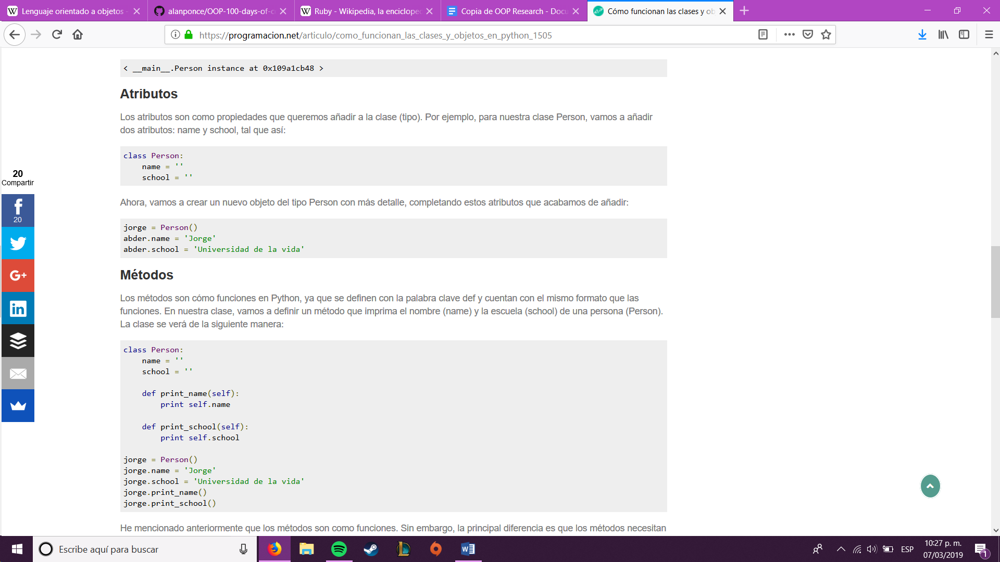 Lenguaje orientado a objetos -
alanponce/OOP-100-days-of-c
Ruby - Wikipedia, la encicloped
Copia de OOP Research - Docu
Cómo funcionan las clases y ob
https://programacion.net/articulo/como_funcionan_las_clases_y_objetos_en_python_1505
< __main__.Person instance at 0x109a1cb48 >
Atributos
Los atributos son como propiedades que queremos añadir a la clase (tipo). Por ejemplo, para nuestra clase Person, vamos a añadir
dos atributos: name y school, tal que así:
class Person:
    name = ''
    school = ''
20
Compartir
20
G+
in
Ahora, vamos a crear un nuevo objeto del tipo Person con más detalle, completando estos atributos que acabamos de añadir:
jorge = Person()
abder.name = 'Jorge'
abder.school = 'Universidad de la vida'
Métodos
Los métodos son cómo funciones en Python, ya que se definen con la palabra clave def y cuentan con el mismo formato que las
funciones. En nuestra clase, vamos a definir un método que imprima el nombre (name) y la escuela (school) de una persona (Person).
La clase se verá de la siguiente manera:
class Person:
    name = ''
    school = ''
    def print_name(self):
        print self.name
    def print_school(self):
        print self.school
jorge = Person()
jorge.name = 'Jorge'
jorge.school = 'Universidad de la vida'
jorge.print_name()
jorge.print_school()
He mencionado anteriormente que los métodos son como funciones. Sin embargo, la principal diferencia es que los métodos necesitan
Escribe aquí para buscar
ESP
10:27 p. m.
07/03/2019
1